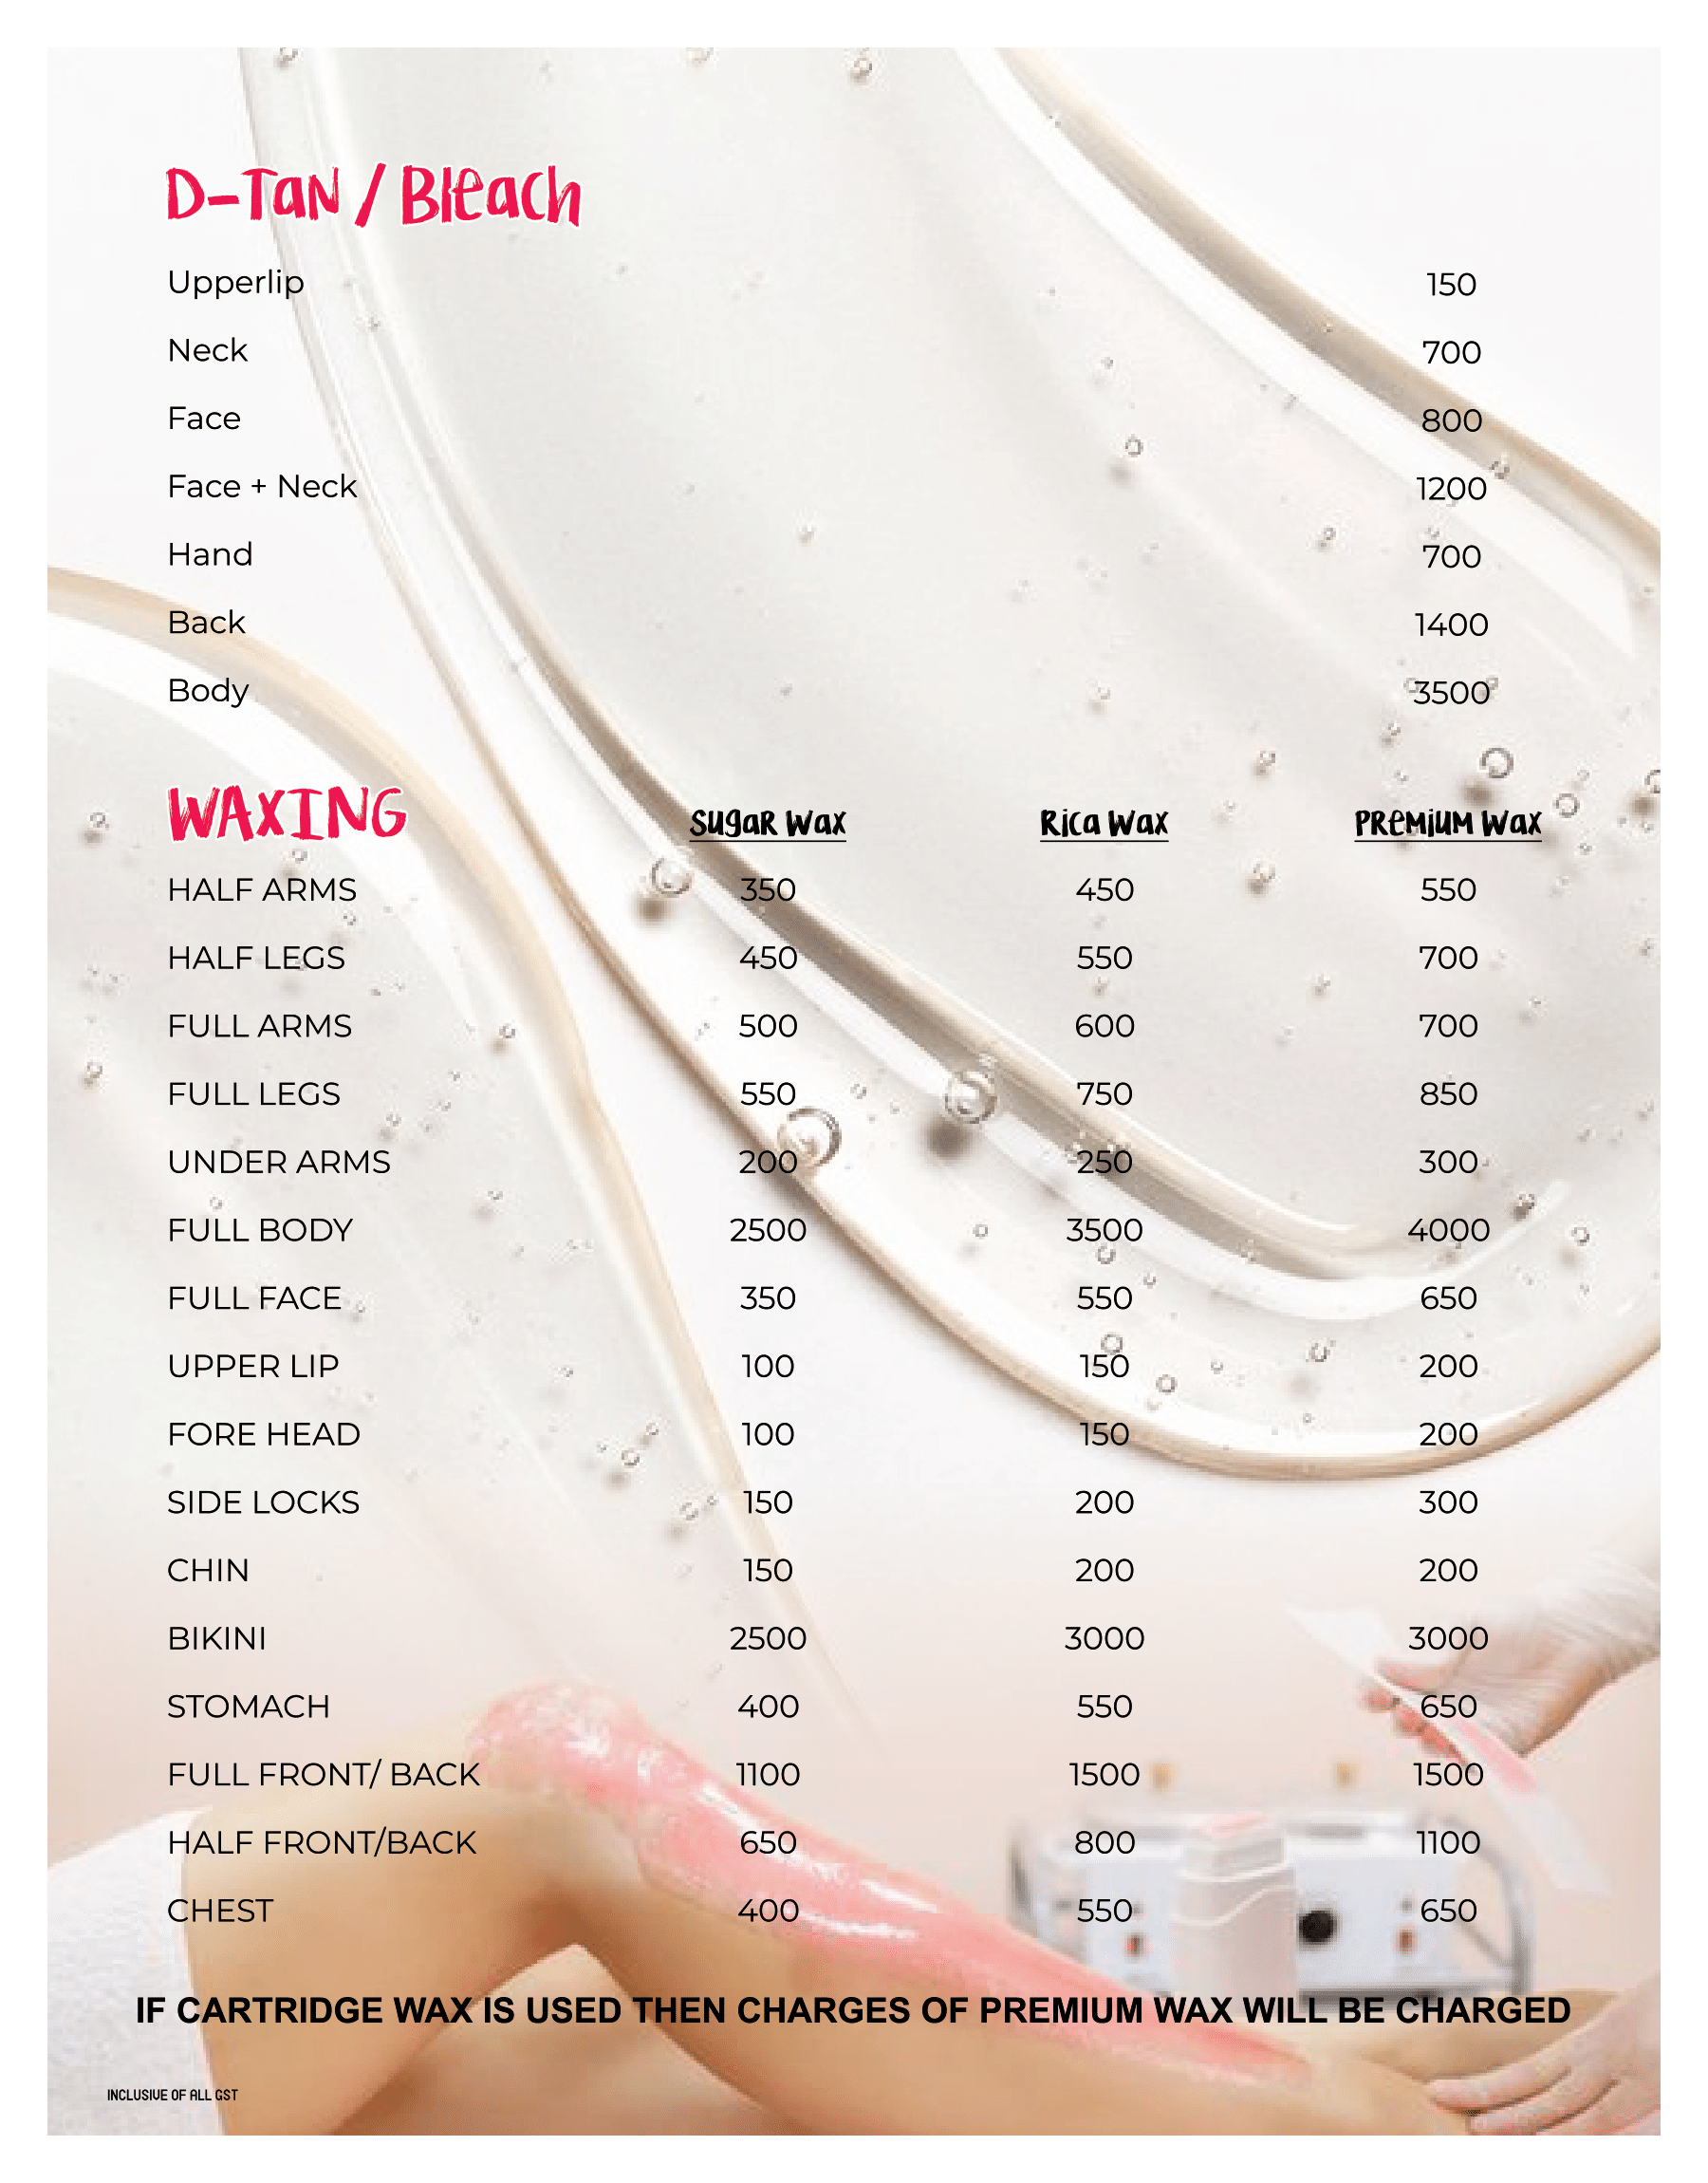 D-Tan / Bleach
Upperlip 150
Neck 700
Face 800
Face + Neck 1200
Hand 700
Back 1400
Body 3500
WAXING Sugar Wax Rica Wax Premium Wax
HALF ARMS 350 450 550
HALF LEGS 450 550 700
FULL ARMS 500 600 700
FULL LEGS 550 750 850
UNDER ARMS 200 250 300
FULL BODY 2500 3500 4000
FULL FACE 350 550 650
UPPER LIP 100 150 200
FORE HEAD 100 150 200
SIDE LOCKS 150 200 300
CHIN 150 200 200
BIKINI 2500 3000 3000
STOMACH 400 550 650
FULL FRONT/ BACK 1100 1500 1500
HALF FRONT/BACK 650 800 1100
CHEST 400 550 650
IF CARTRIDGE WAX IS USED THEN CHARGES OF PREMIUM WAX WILL BE CHARGED
INCLUSIVE OF ALL GST